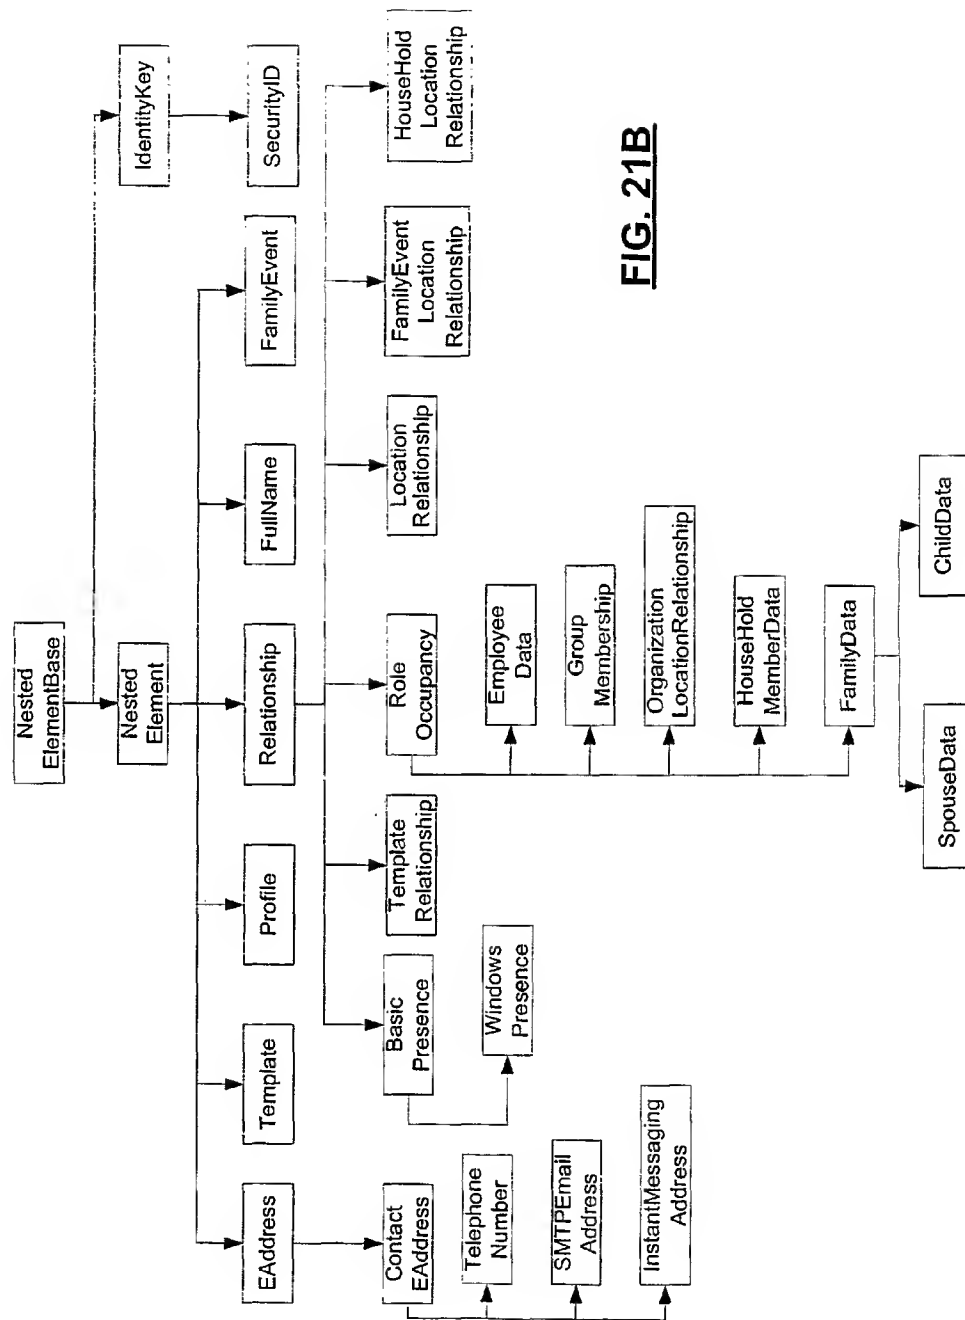 Nested
ElementBase
IdentityKey
Nested
Element
SecurityID
EAddress
Template
Profile
Relationship
FullName
FamilyEvent
Contact
EAddress
Basic
Presence
Template
Relationship
Role
Occupancy
Location
Relationship
FamilyEvent
Location
Relationship
HouseHold
Location
Relationship
Telephone
Number
SMTPEmail
Address
InstantMessaging
Address
Windows
Presence
Employee
Data
Group
Membership
Organization
LocationRelationship
HouseHold
MemberData
FamilyData
SpouseData
ChildData
FIG. 21B